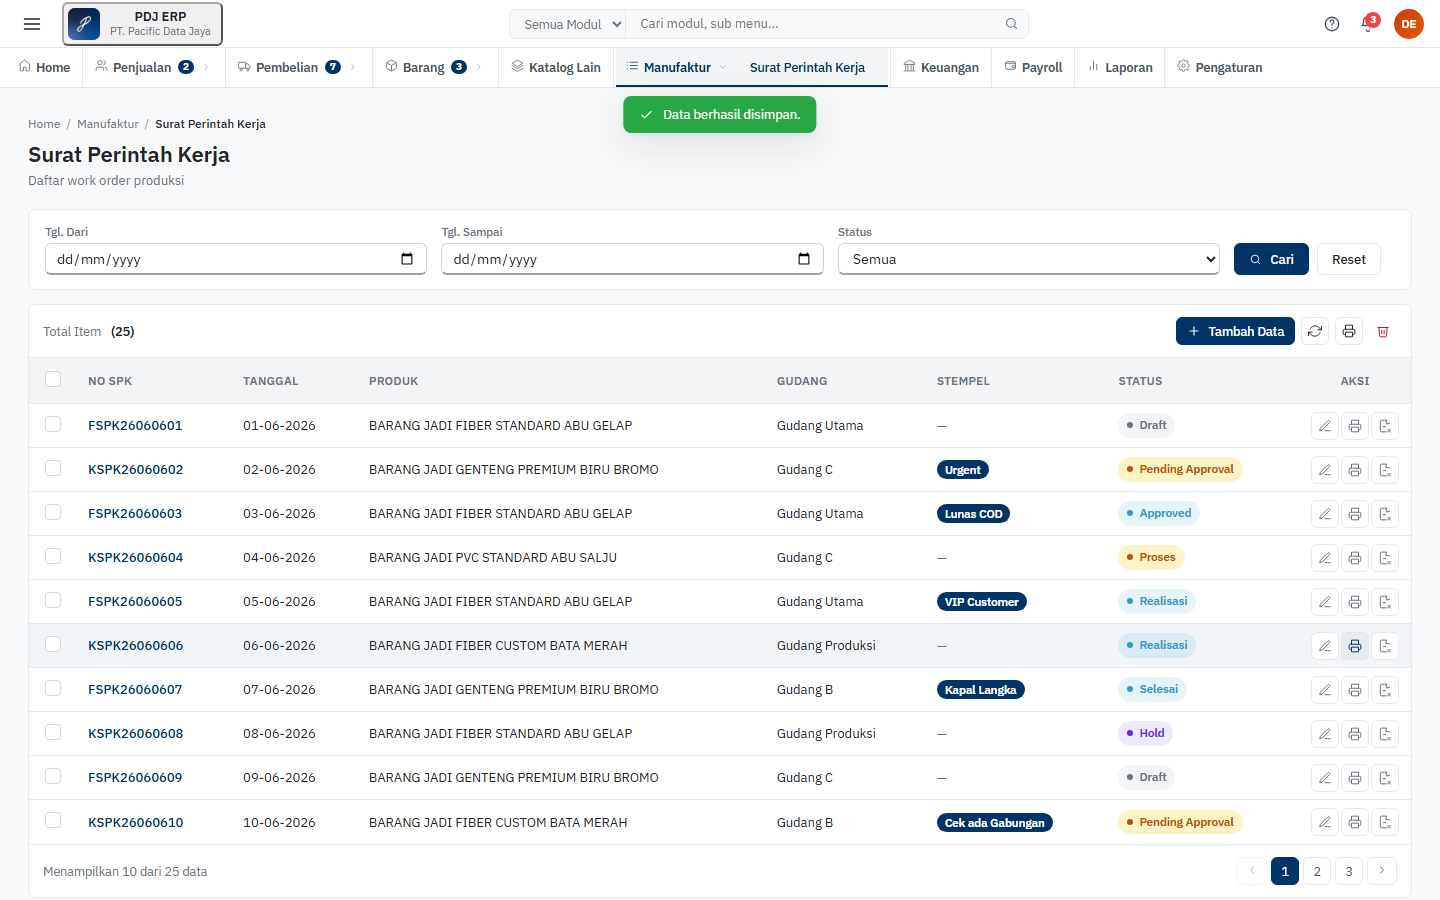 PDJ ERP
PT. Pacific Data Jaya
Semua Modul
Cari modul, sub menu...
3
DE
Home
Penjualan 2
Pembelian 7
Barang 3
Katalog Lain
Manufaktur
Surat Perintah Kerja
Keuangan
Payroll
Laporan
Pengaturan
Data berhasil disimpan.
Home / Manufaktur / Surat Perintah Kerja
Surat Perintah Kerja
Daftar work order produksi
Tgl. Dari
Tgl. Sampai
Status
dd/mm/yyyy
dd/mm/yyyy
Semua
Cari
Reset
Total Item (25)
Tambah Data
NO SPK TANGGAL PRODUK GUDANG STEMPEL STATUS AKSI
FSPK26060601 01-06-2026 BARANG JADI FIBER STANDARD ABU GELAP Gudang Utama — Draft
KSPK26060602 02-06-2026 BARANG JADI GENTENG PREMIUM BIRU BROMO Gudang C Urgent Pending Approval
FSPK26060603 03-06-2026 BARANG JADI FIBER STANDARD ABU GELAP Gudang Utama Lunas COD Approved
KSPK26060604 04-06-2026 BARANG JADI PVC STANDARD ABU SALJU Gudang C — Proses
FSPK26060605 05-06-2026 BARANG JADI FIBER STANDARD ABU GELAP Gudang Utama VIP Customer Realisasi
KSPK26060606 06-06-2026 BARANG JADI FIBER CUSTOM BATA MERAH Gudang Produksi — Realisasi
FSPK26060607 07-06-2026 BARANG JADI GENTENG PREMIUM BIRU BROMO Gudang B Kapal Langka Selesai
KSPK26060608 08-06-2026 BARANG JADI FIBER STANDARD ABU GELAP Gudang Produksi — Hold
FSPK26060609 09-06-2026 BARANG JADI GENTENG PREMIUM BIRU BROMO Gudang C — Draft
KSPK26060610 10-06-2026 BARANG JADI FIBER CUSTOM BATA MERAH Gudang B Cek ada Gabungan Pending Approval
Menampilkan 10 dari 25 data
1 2 3